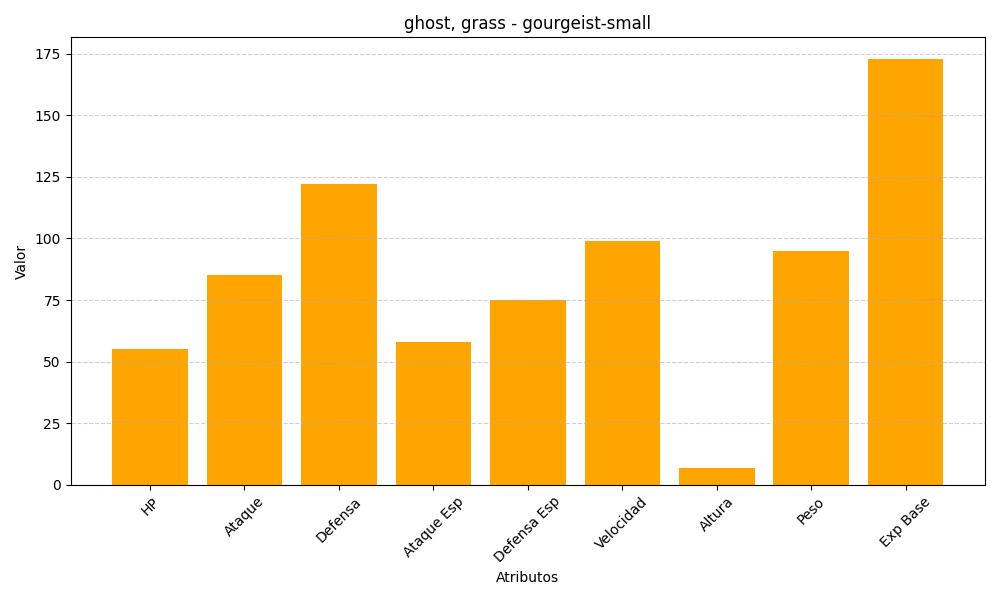 ghost, grass - gourgeist-small
Valor
175
150
125
100
75
50
25
0
HP
Ataque
Defensa
Ataque Esp
Defensa Esp
Velocidad
Altura
Peso
Exp Base
Atributos